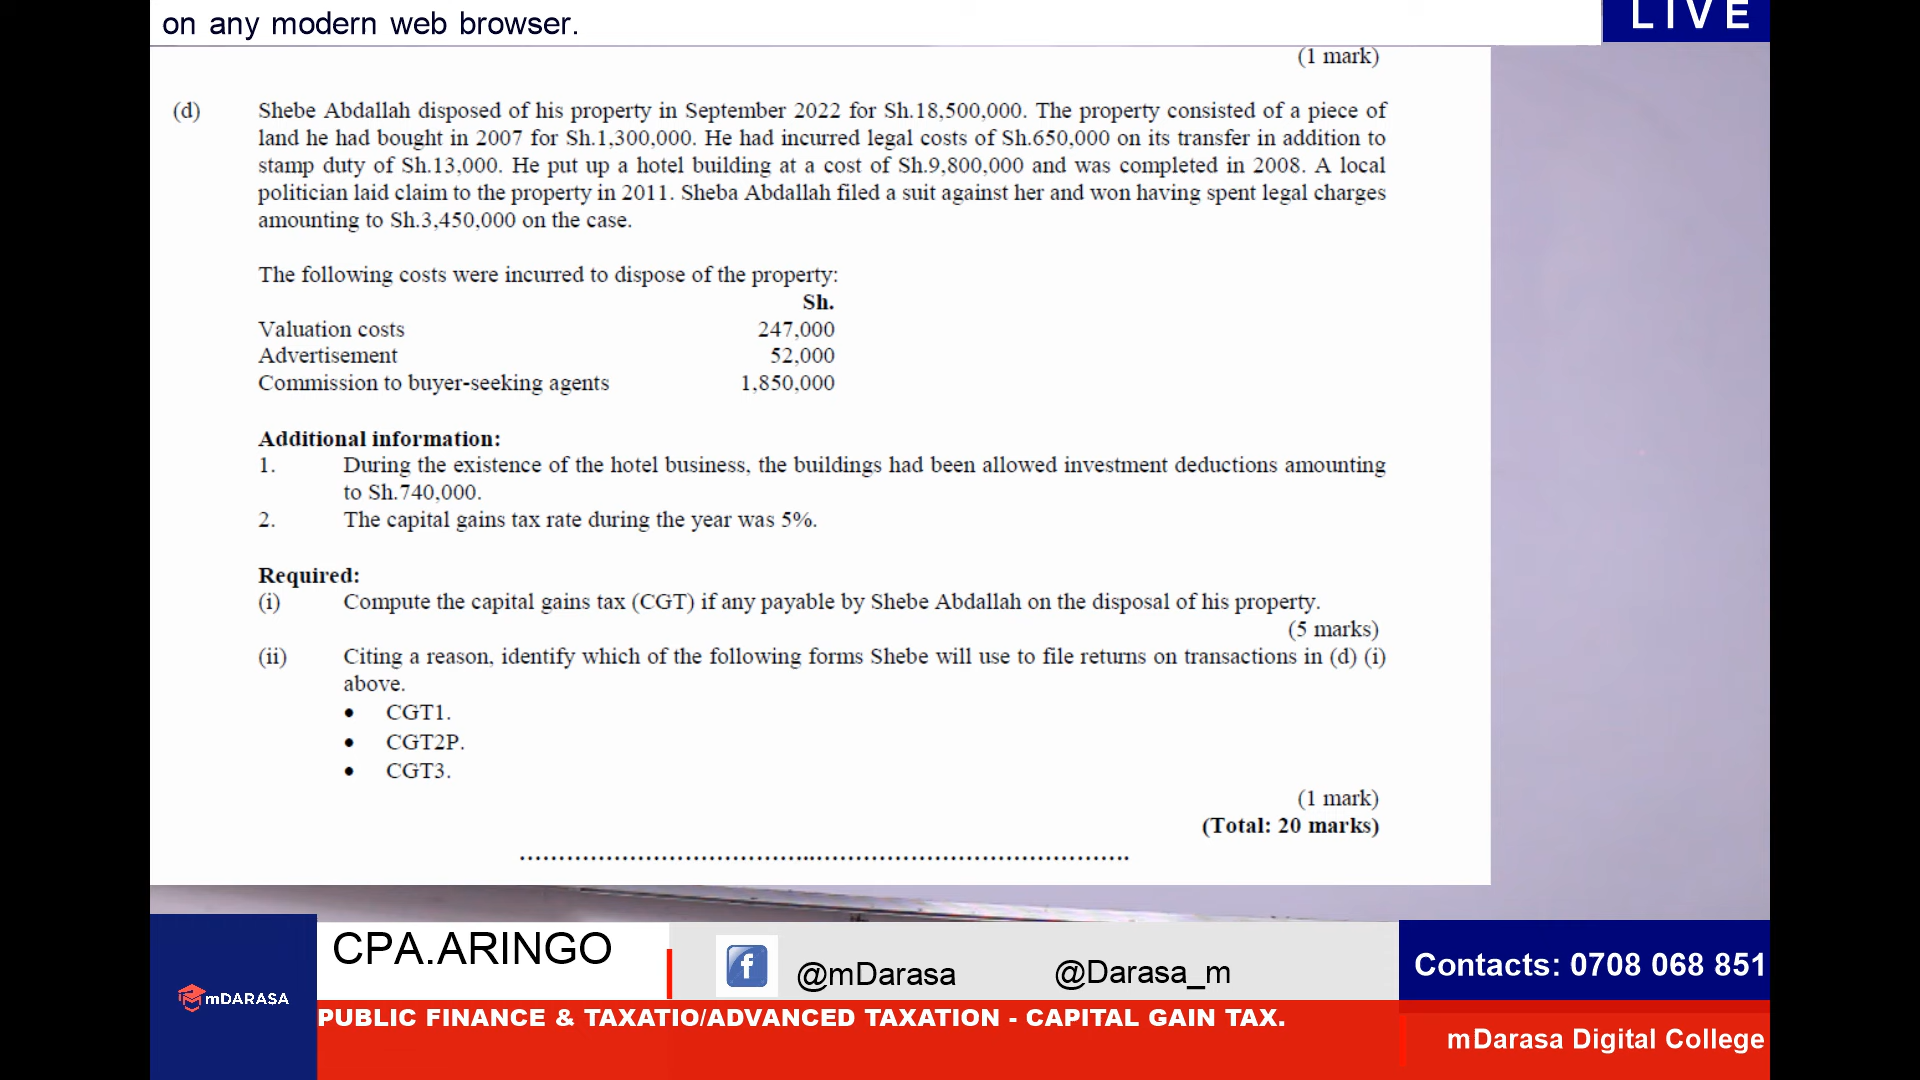 on any modern web browser.
LIVE
(1 mark)
(d) Shebe Abdallah disposed of his property in September 2022 for Sh.18,500,000. The property consisted of a piece of
land he had bought in 2007 for Sh.1,300,000. He had incurred legal costs of Sh.650,000 on its transfer in addition to
stamp duty of Sh.13,000. He put up a hotel building at a cost of Sh.9,800,000 and was completed in 2008. A local
politician laid claim to the property in 2011. Sheba Abdallah filed a suit against her and won having spent legal charges
amounting to Sh.3,450,000 on the case.
The following costs were incurred to dispose of the property:
Sh.
Valuation costs 247,000
Advertisement 52,000
Commission to buyer-seeking agents 1,850,000
Additional information:
1. During the existence of the hotel business, the buildings had been allowed investment deductions amounting
to Sh.740,000.
2. The capital gains tax rate during the year was 5%.
Required:
(i) Compute the capital gains tax (CGT) if any payable by Shebe Abdallah on the disposal of his property.
(5 marks)
(ii) Citing a reason, identify which of the following forms Shebe will use to file returns on transactions in (d) (i)
above.
• CGT1.
• CGT2P.
• CGT3.
(1 mark)
(Total: 20 marks)
CPA.ARINGO
@mDarasa
@Darasa_m
Contacts: 0708 068 851
mDARASA
PUBLIC FINANCE & TAXATIO/ADVANCED TAXATION - CAPITAL GAIN TAX.
mDarasa Digital College